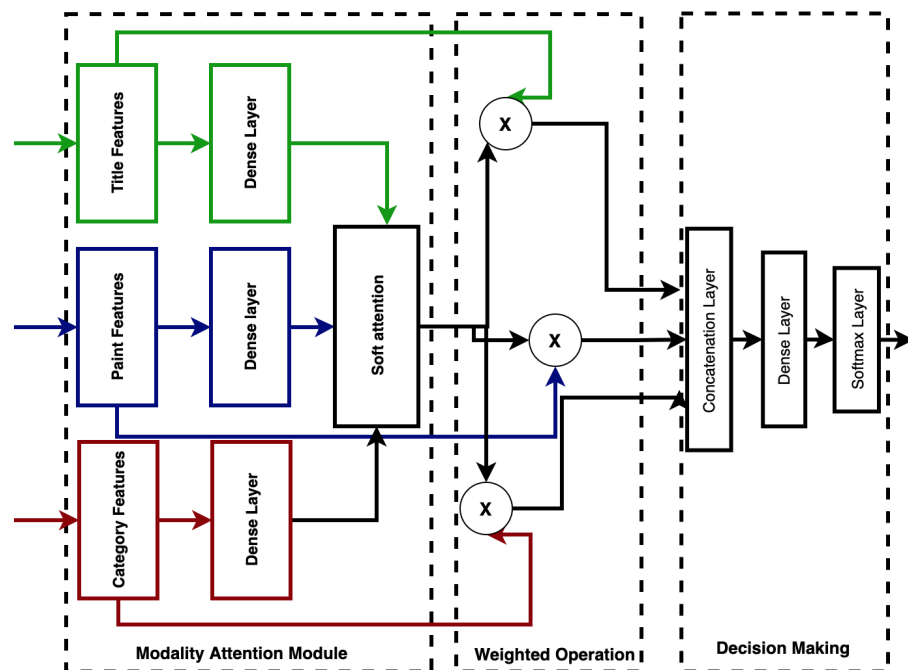 Title Features
Dense Layer
X
Paint Features
Dense layer
Soft attention
X
Concatenation Layer
Dense Layer
Softmax Layer
Category Features
Dense Layer
X
Modality Attention Module
Weighted Operation
Decision Making